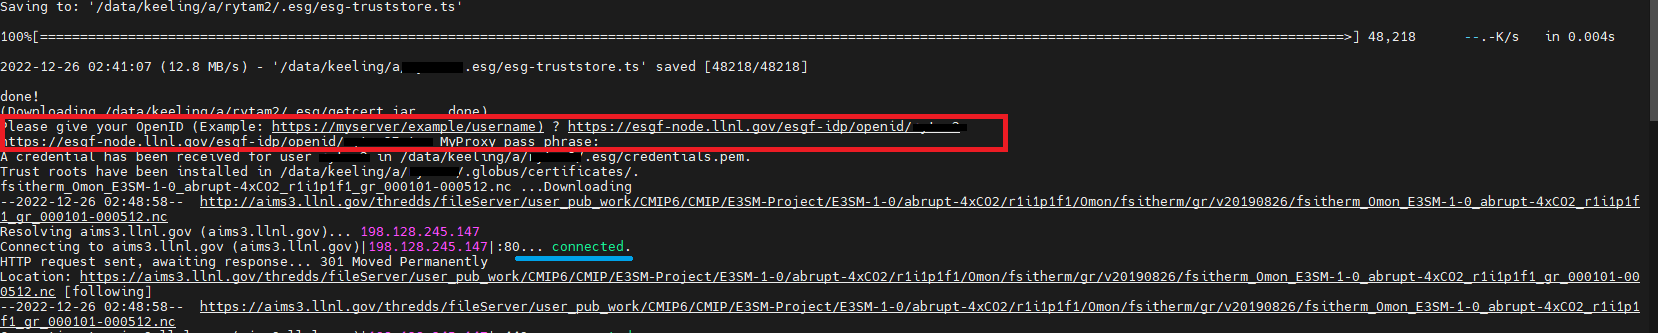 Saving to: '/data/keeling/a/rytam2/.esg/esg-truststore.ts'
100%[======================================================================================================================================================================>] 48,218      --.-K/s   in 0.004s
2022-12-26 02:41:07 (12.8 MB/s) - '/data/keeling/a/ .esg/esg-truststore.ts' saved [48218/48218]
done!
(Downloading /data/keeling/a/rytam2/.esg/getcert.jar... done)
Please give your OpenID (Example: https://myserver/example/username) ? https://esgf-node.llnl.gov/esgf-idp/openid/
https://esgf-node.llnl.gov/esgf-idp/openid/ MyProxy pass phrase:
A credential has been received for user in /data/keeling/a/ /.esg/credentials.pem.
Trust roots have been installed in /data/keeling/a/ /.globus/certificates/.
fsitherm_Omon_E3SM-1-0_abrupt-4xCO2_r1i1p1f1_gr_000101-000512.nc ...Downloading
--2022-12-26 02:48:58--  http://aims3.llnl.gov/thredds/fileServer/user_pub_work/CMIP6/CMIP/E3SM-Project/E3SM-1-0/abrupt-4xCO2/r1i1p1f1/Omon/fsitherm/gr/v20190826/fsitherm_Omon_E3SM-1-0_abrupt-4xCO2_r1i1p1f
1_gr_000101-000512.nc
Resolving aims3.llnl.gov (aims3.llnl.gov)... 198.128.245.147
Connecting to aims3.llnl.gov (aims3.llnl.gov)|198.128.245.147|:80... connected.
HTTP request sent, awaiting response... 301 Moved Permanently
Location: https://aims3.llnl.gov/thredds/fileServer/user_pub_work/CMIP6/CMIP/E3SM-Project/E3SM-1-0/abrupt-4xCO2/r1i1p1f1/Omon/fsitherm/gr/v20190826/fsitherm_Omon_E3SM-1-0_abrupt-4xCO2_r1i1p1f1_gr_000101-00
0512.nc [following]
--2022-12-26 02:48:58--  https://aims3.llnl.gov/thredds/fileServer/user_pub_work/CMIP6/CMIP/E3SM-Project/E3SM-1-0/abrupt-4xCO2/r1i1p1f1/Omon/fsitherm/gr/v20190826/fsitherm_Omon_E3SM-1-0_abrupt-4xCO2_r1i1p1
f1_gr_000101-000512.nc